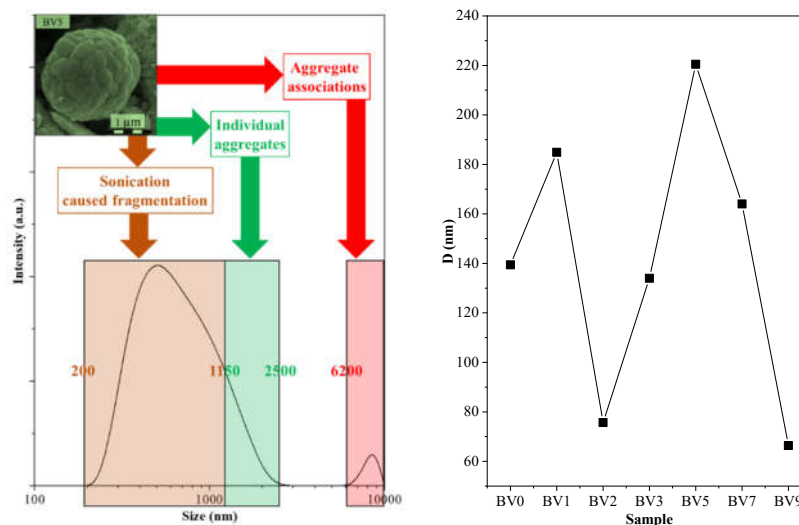 BV5
1 μm
Aggregate
associations
Individual
aggregates
Sonication
caused fragmentation
Intensity (a.u.)
200
1150
2500
6200
100
1000
10000
Size (nm)
240
220
200
180
160
140
120
100
80
60
D (nm)
BV0
BV1
BV2
BV3
BV5
BV7
BV9
Sample